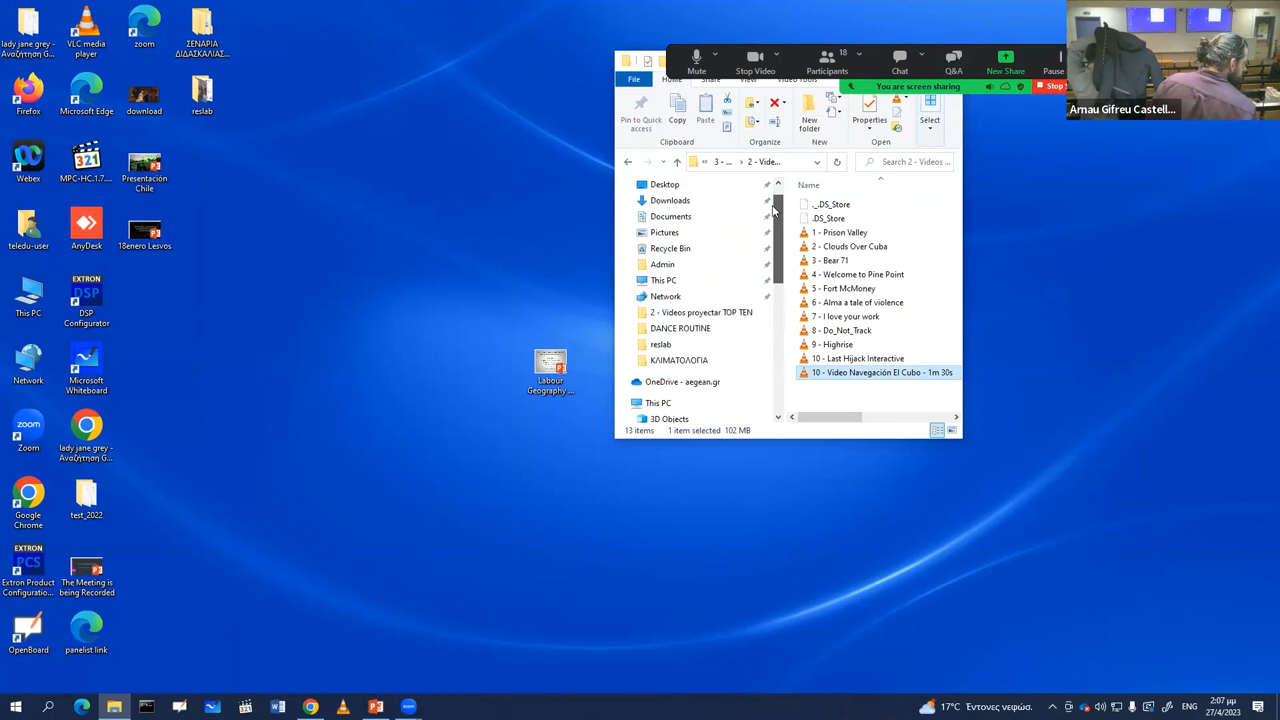 lady jane grey -
Αναζήτηση G...
VLC media
player
zoom
ΣΕΝΑΡΙΑ
ΔΙΔΑΣΚΑΛΙΑΣ...
Firefox
Microsoft Edge
download
reslab
Webex
MPC-HC.1.7....
Presentación
Chile
teledu-user
AnyDesk
18enero Lesvos
This PC
EXTRON
DSP
DSP
Configurator
Network
Microsoft
Whiteboard
Zoom
lady jane grey -
Αναζήτηση G...
Google
Chrome
test_2022
EXTRON
PCS
Extron Product
Configuratio...
The Meeting is
being Recorded
OpenBoard
panelist link
Labour
Geography ...
Mute
Stop Video
18
Participants
Chat
Q&A
New Share
Pause
You are screen sharing
Stop S
Arnau Gifreu Castell...
File
Home
Share
View
Video Tools
Pin to Quick
access
Copy
Paste
New
folder
Properties
Select
Clipboard
Organize
New
Open
3 - ...
2 - Vide...
Search 2 - Videos ...
Desktop
Downloads
Documents
Pictures
Recycle Bin
Admin
This PC
Network
2 - Videos proyectar TOP TEN
DANCE ROUTINE
reslab
ΚΛΙΜΑΤΟΛΟΓΙΑ
OneDrive - aegean.gr
This PC
3D Objects
Name
._.DS_Store
.DS_Store
1 - Prison Valley
2 - Clouds Over Cuba
3 - Bear 71
4 - Welcome to Pine Point
5 - Fort McMoney
6 - Alma a tale of violence
7 - I love your work
8 - Do_Not_Track
9 - Highrise
10 - Last Hijack Interactive
10 - Video Navegación El Cubo - 1m 30s
13 items
1 item selected
102 MB
17°C
Έντονες νεφώσ.
ENG
2:07 μμ
27/4/2023